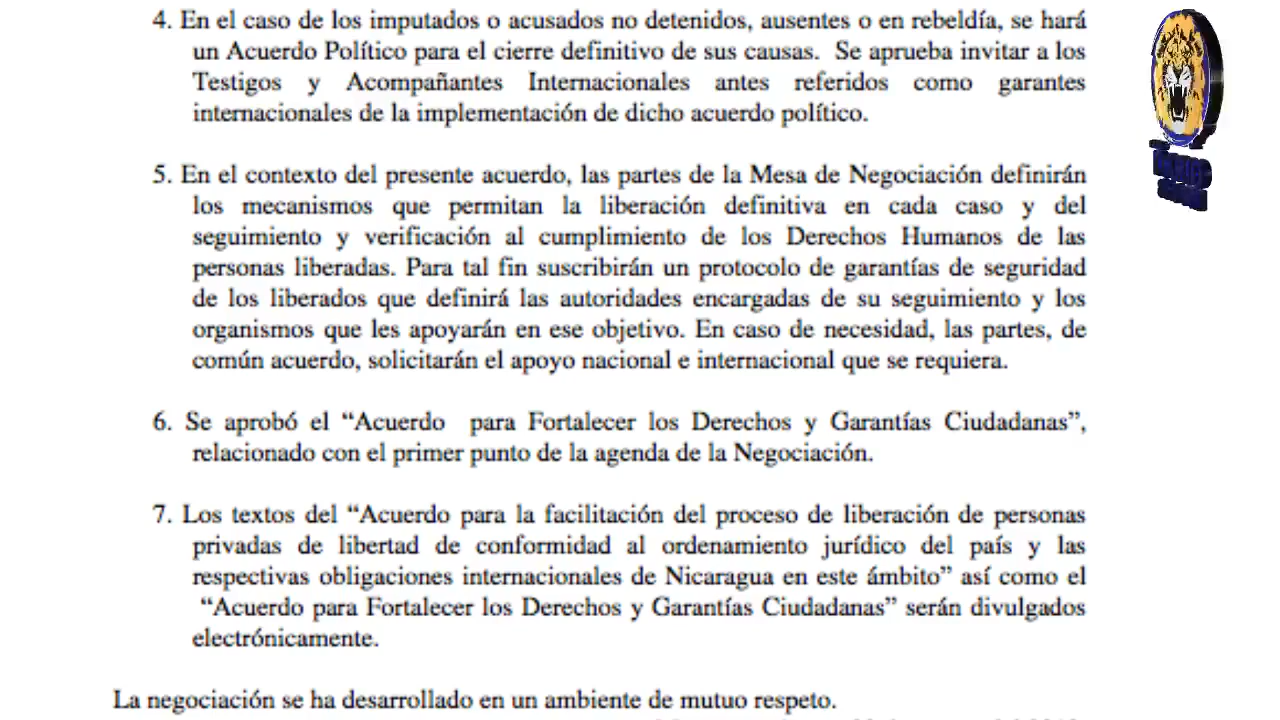 4. En el caso de los imputados o acusados no detenidos, ausentes o en rebeldía, se hará
un Acuerdo Político para el cierre definitivo de sus causas. Se aprueba invitar a los
Testigos y Acompañantes Internacionales antes referidos como garantes
internacionales de la implementación de dicho acuerdo político.
5. En el contexto del presente acuerdo, las partes de la Mesa de Negociación definirán
los mecanismos que permitan la liberación definitiva en cada caso y del
seguimiento y verificación al cumplimiento de los Derechos Humanos de las
personas liberadas. Para tal fin suscribirán un protocolo de garantías de seguridad
de los liberados que definirá las autoridades encargadas de su seguimiento y los
organismos que les apoyarán en ese objetivo. En caso de necesidad, las partes, de
común acuerdo, solicitarán el apoyo nacional e internacional que se requiera.
6. Se aprobó el “Acuerdo para Fortalecer los Derechos y Garantías Ciudadanas”,
relacionado con el primer punto de la agenda de la Negociación.
7. Los textos del “Acuerdo para la facilitación del proceso de liberación de personas
privadas de libertad de conformidad al ordenamiento jurídico del país y las
respectivas obligaciones internacionales de Nicaragua en este ámbito” así como el
“Acuerdo para Fortalecer los Derechos y Garantías Ciudadanas” serán divulgados
electrónicamente.
La negociación se ha desarrollado en un ambiente de mutuo respeto.